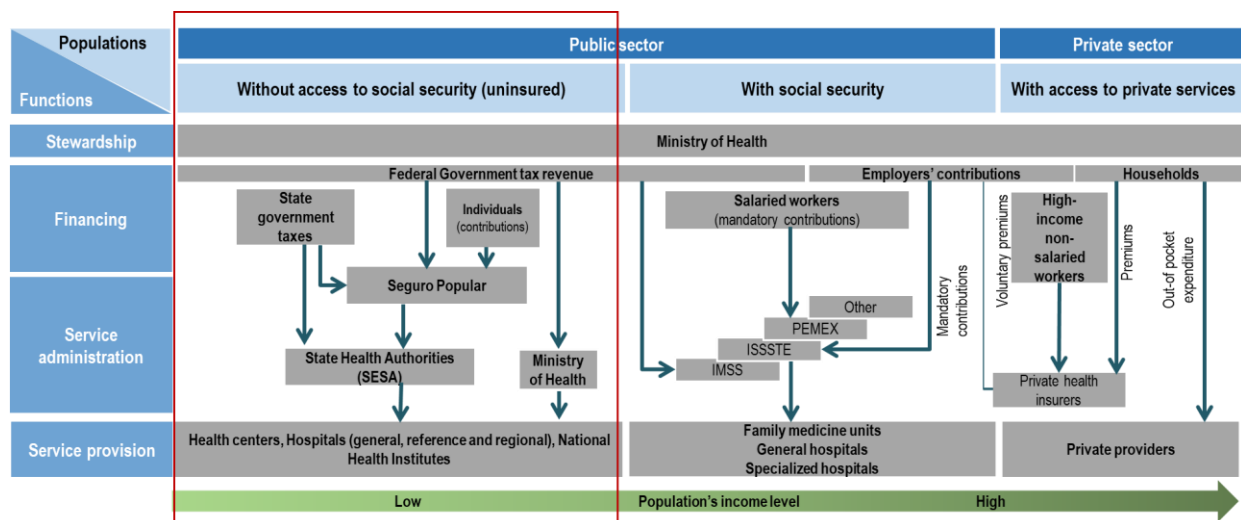 Populations
Functions
Public sector
Private sector
Without access to social security (uninsured)
With social security
With access to private services
Stewardship
Ministry of Health
Financing
Federal Government tax revenue
Employers' contributions
Households
State
government
taxes
Individuals
(contributions)
Salaried workers
(mandatory contributions)
High-
income
non-
salaried
workers
Voluntary premiums
Premiums
Out-of pocket
expenditure
Mandatory
contributions
Seguro Popular
Service
administration
Other
PEMEX
ISSSTE
IMSS
State Health Authorities
(SESA)
Ministry
of Health
Private health
insurers
Service provision
Health centers, Hospitals (general, reference and regional), National
Health Institutes
Family medicine units
General hospitals
Specialized hospitals
Private providers
Low
Population's income level
High